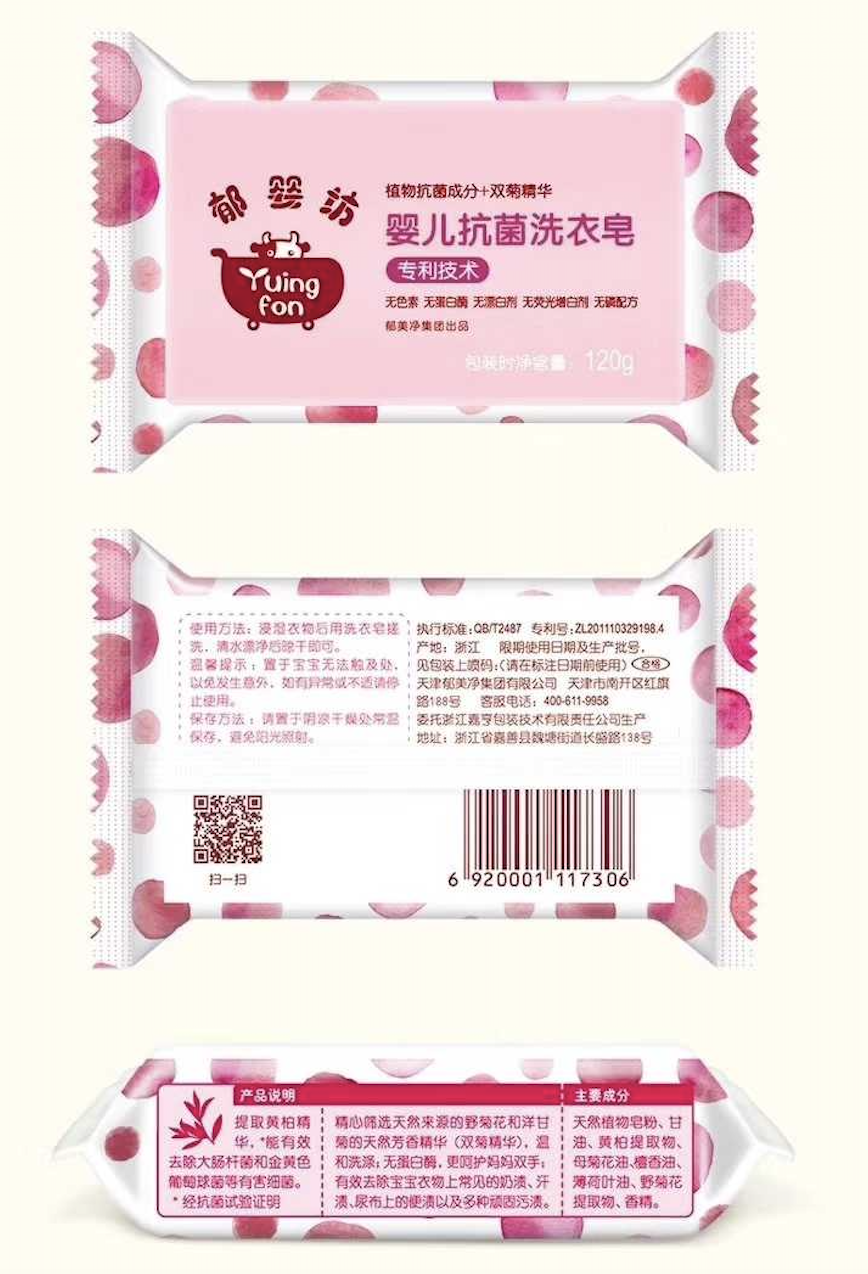 郁婴坊
Yuing
fon
植物抗菌成分+双菊精华
婴儿抗菌洗衣皂
专利技术
无色素 无蛋白酶 无漂白剂 无荧光增白剂 无磷配方
郁美净集团出品
包装时净含量：120g
使用方法：浸湿衣物后用洗衣皂搓
洗，清水漂净后晾干即可。
温馨提示：置于宝宝无法触及处，
以免发生意外，如有异常或不适请停
止使用。
保存方法：请置于阴凉干燥处常温
保存，避免阳光照射。
执行标准：QB/T2487 专利号：ZL201110329198.4
产地：浙江 限期使用日期及生产批号，
见包装上喷码：（请在标注日期前使用） 合格
天津郁美净集团有限公司 天津市南开区红旗
路188号 客服电话：400-611-9958
委托浙江嘉亨包装技术有限责任公司生产
地址：浙江省嘉善县魏塘街道长盛路138号
扫一扫
6 920001 117306
产品说明
提取黄柏精
华，*能有效
去除大肠杆菌和金黄色
葡萄球菌等有害细菌。
*经抗菌试验证明
精心筛选天然来源的野菊花和洋甘
菊的天然芳香精华（双菊精华），温
和洗涤；无蛋白酶，更呵护妈妈双手；
有效去除宝宝衣物上常见的奶渍、汗
渍、尿布上的便渍以及多种顽固污渍。
主要成分
天然植物皂粉、甘
油、黄柏提取物、
母菊花油、檀香油、
薄荷叶油、野菊花
提取物、香精。